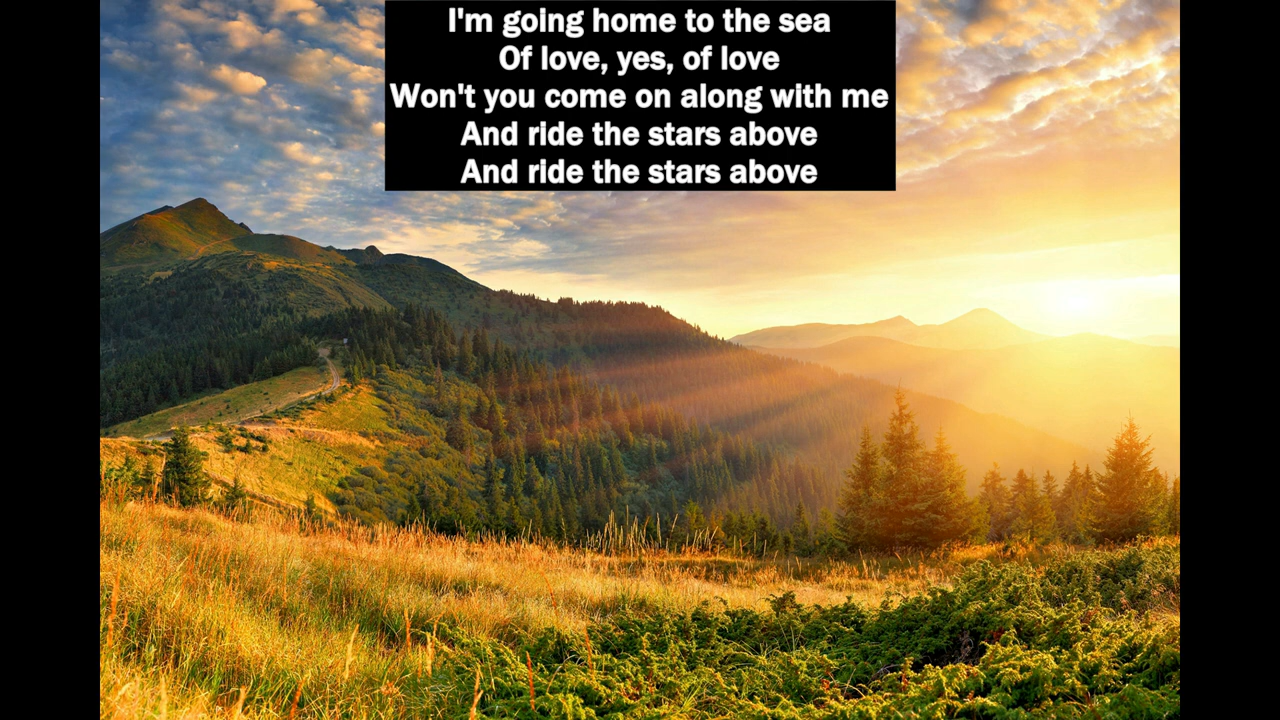 I'm going home to the sea
Of love, yes, of love
Won't you come on along with me
And ride the stars above
And ride the stars above